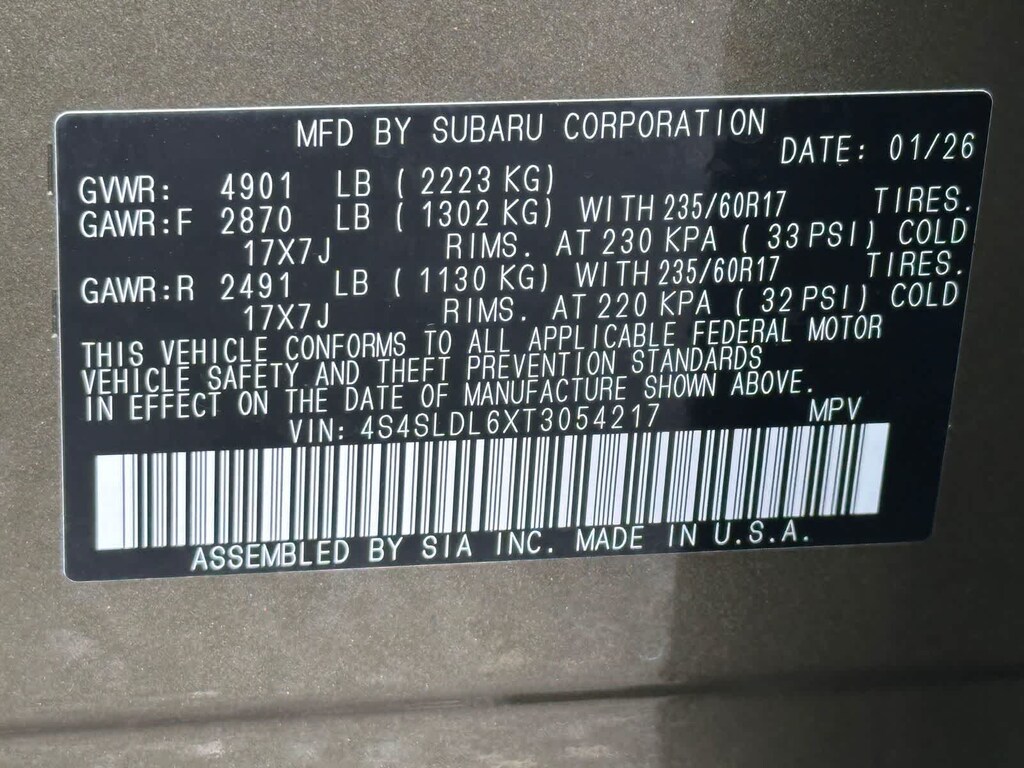 MFD BY SUBARU CORPORATION DATE: 01/26
GVWR: 4901 LB ( 2223 KG)
GAWR:F 2870 LB ( 1302 KG) WITH 235/60R17 TIRES.
17X7J RIMS. AT 230 KPA ( 33 PSI) COLD
GAWR:R 2491 LB ( 1130 KG) WITH 235/60R17 TIRES.
17X7J RIMS. AT 220 KPA ( 32 PSI) COLD
THIS VEHICLE CONFORMS TO ALL APPLICABLE FEDERAL MOTOR
VEHICLE SAFETY AND THEFT PREVENTION STANDARDS
IN EFFECT ON THE DATE OF MANUFACTURE SHOWN ABOVE.
VIN: 4S4SLDL6XT3054217 MPV
ASSEMBLED BY SIA INC. MADE IN U.S.A.